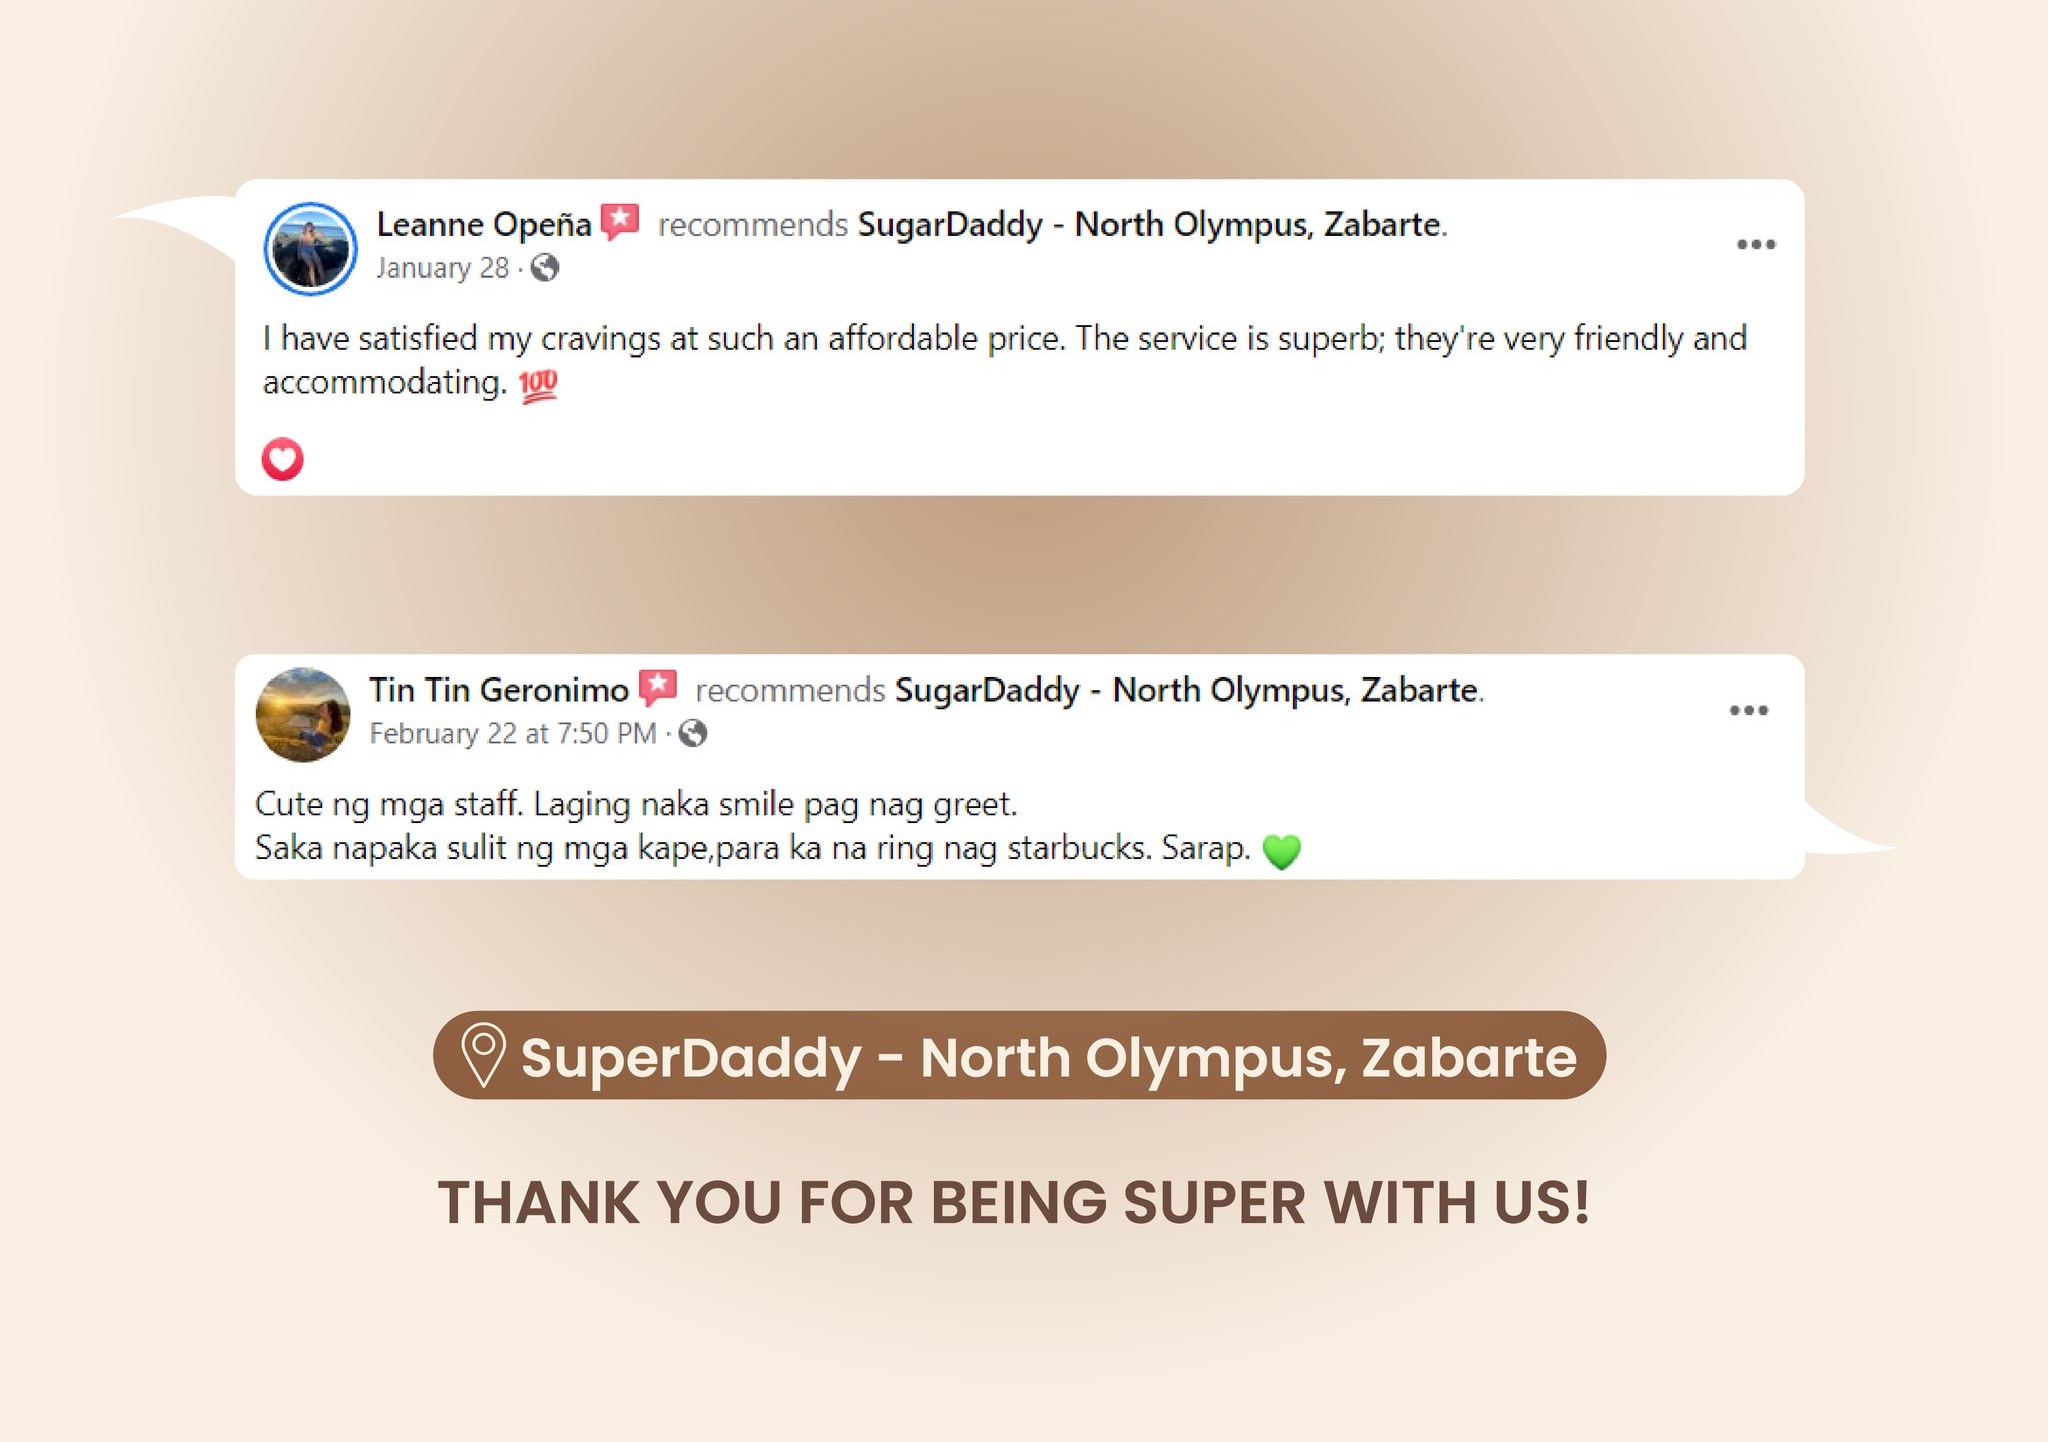 Leanne Opeña recommends SugarDaddy - North Olympus, Zabarte.
January 28 ·
I have satisfied my cravings at such an affordable price. The service is superb; they're very friendly and
accommodating. 💯
Tin Tin Geronimo recommends SugarDaddy - North Olympus, Zabarte.
February 22 at 7:50 PM ·
Cute ng mga staff. Laging naka smile pag nag greet.
Saka napaka sulit ng mga kape,para ka na ring nag starbucks. Sarap. 💚
SuperDaddy - North Olympus, Zabarte
THANK YOU FOR BEING SUPER WITH US!